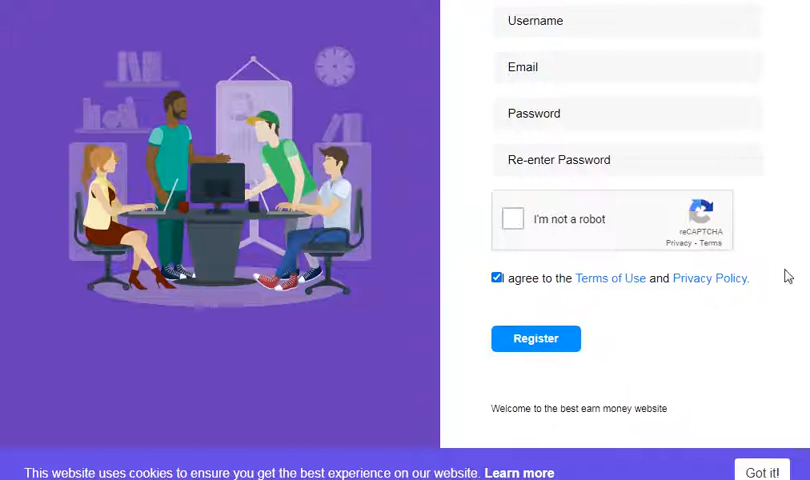 Username
Email
Password
Re-enter Password
I'm not a robot
reCAPTCHA
Privacy - Terms
I agree to the Terms of Use and Privacy Policy.
Register
Welcome to the best earn money website
This website uses cookies to ensure you get the best experience on our website. Learn more
Got it!